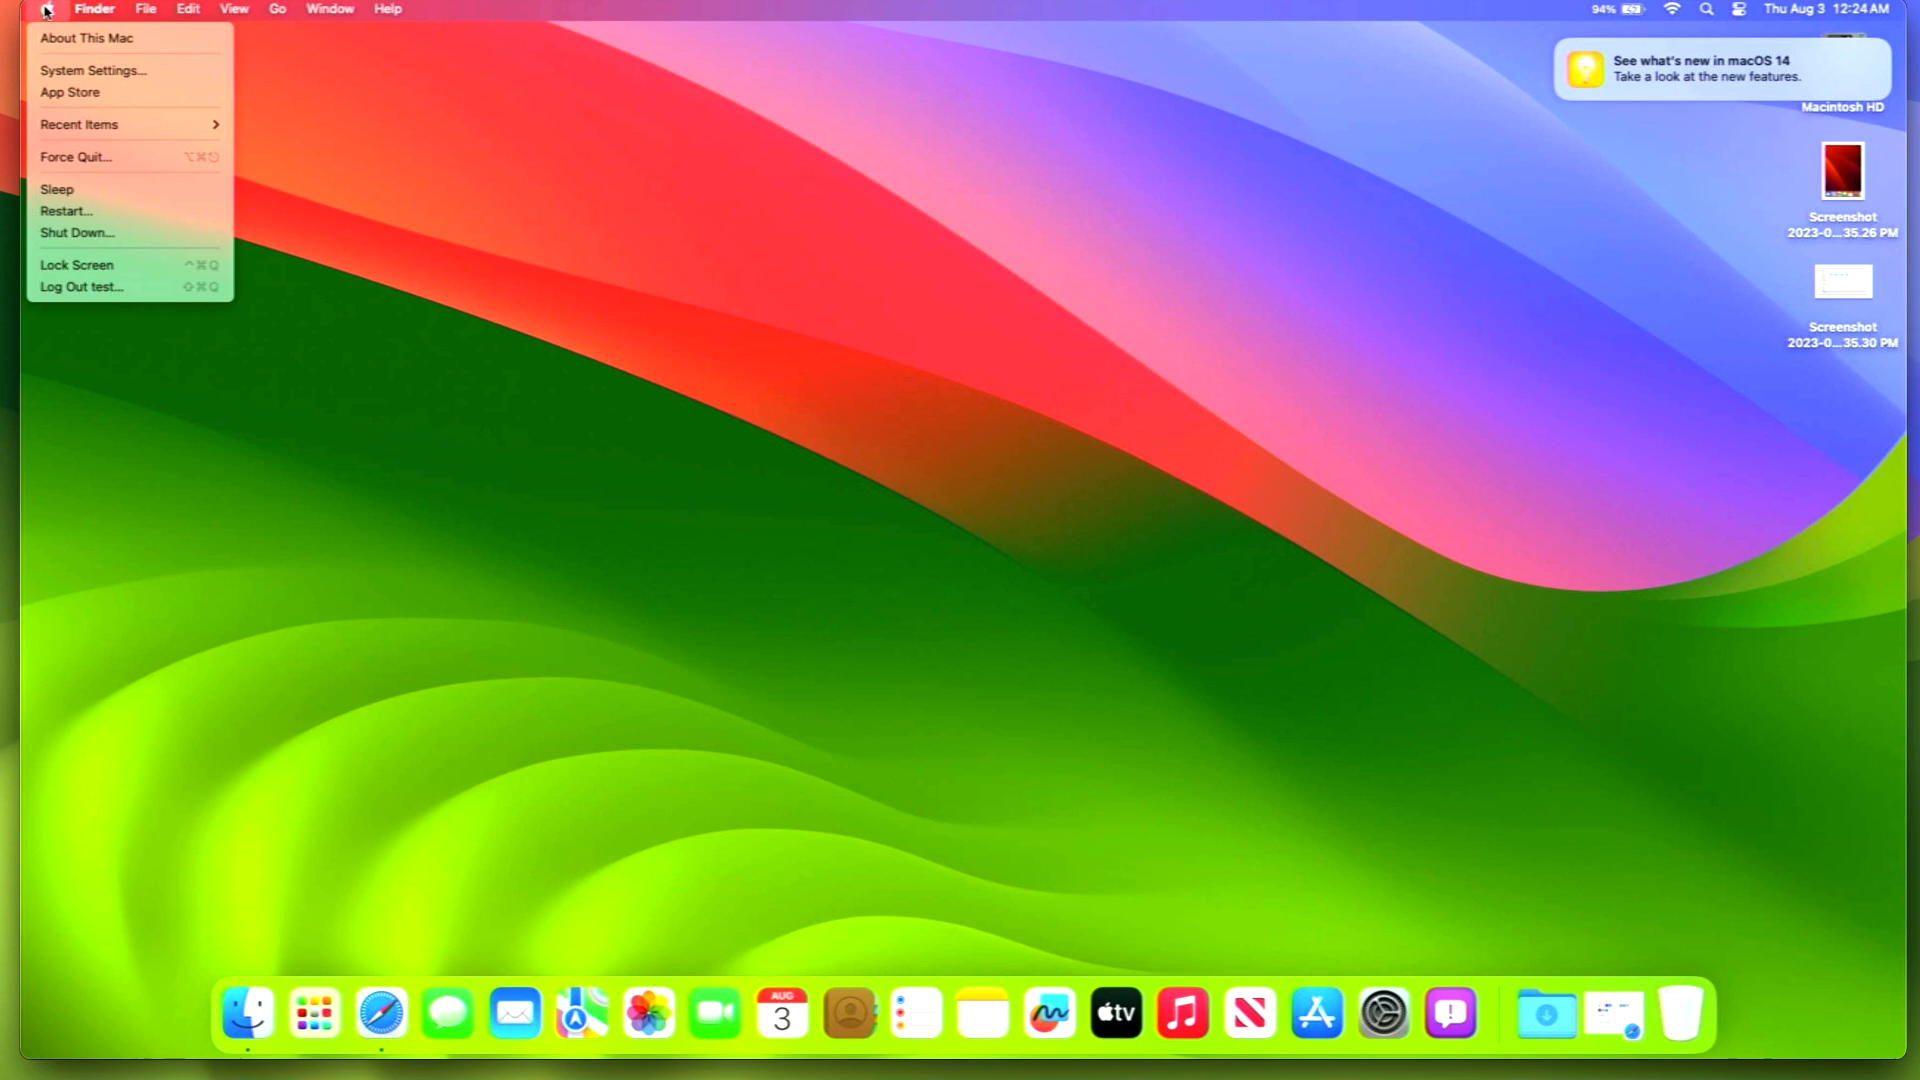 Finder File Edit View Go Window Help
94% Thu Aug 3 12:24 AM
About This Mac
System Settings...
App Store
Recent Items
Force Quit... ⌥⌘⎋
Sleep
Restart...
Shut Down...
Lock Screen ^⌘Q
Log Out test... ⇧⌘Q
See what's new in macOS 14
Take a look at the new features.
Macintosh HD
Screenshot
2023-0...35.26 PM
Screenshot
2023-0...35.30 PM
AUG
3
tv